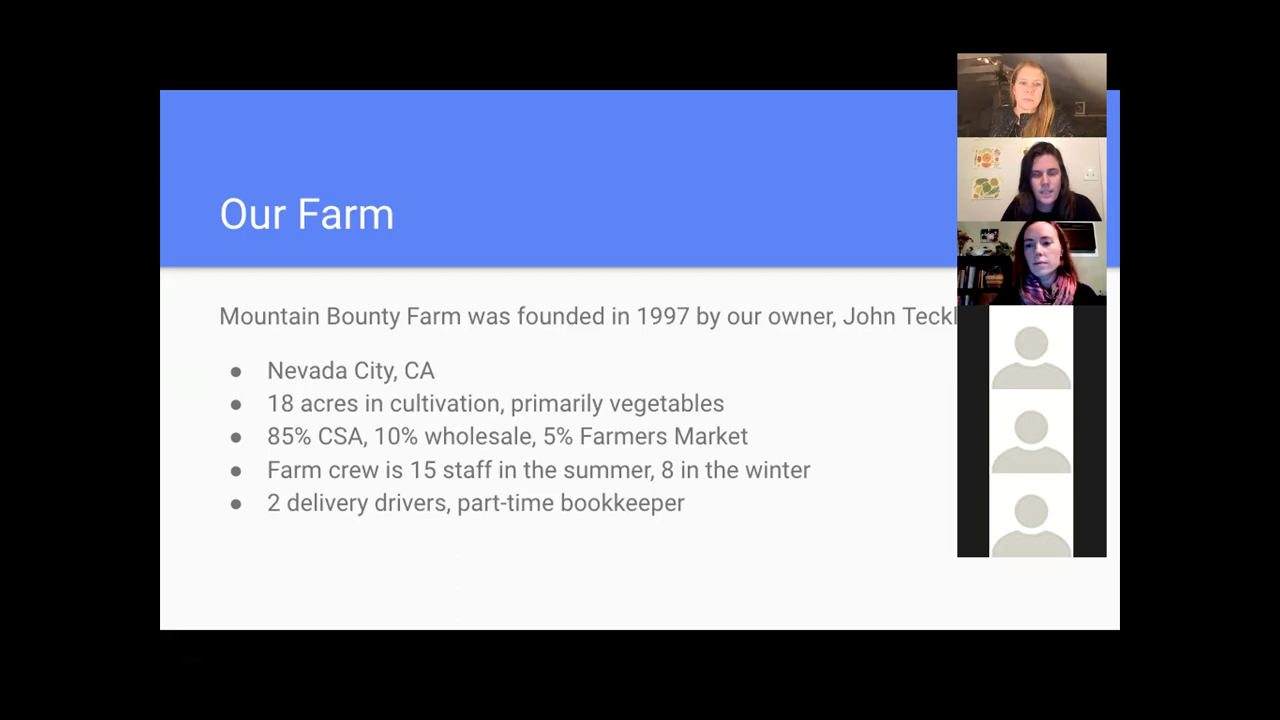 Our Farm
Mountain Bounty Farm was founded in 1997 by our owner, John
● Nevada City, CA
● 18 acres in cultivation, primarily vegetables
● 85% CSA, 10% wholesale, 5% Farmers Market
● Farm crew is 15 staff in the summer, 8 in the winter
● 2 delivery drivers, part-time bookkeeper